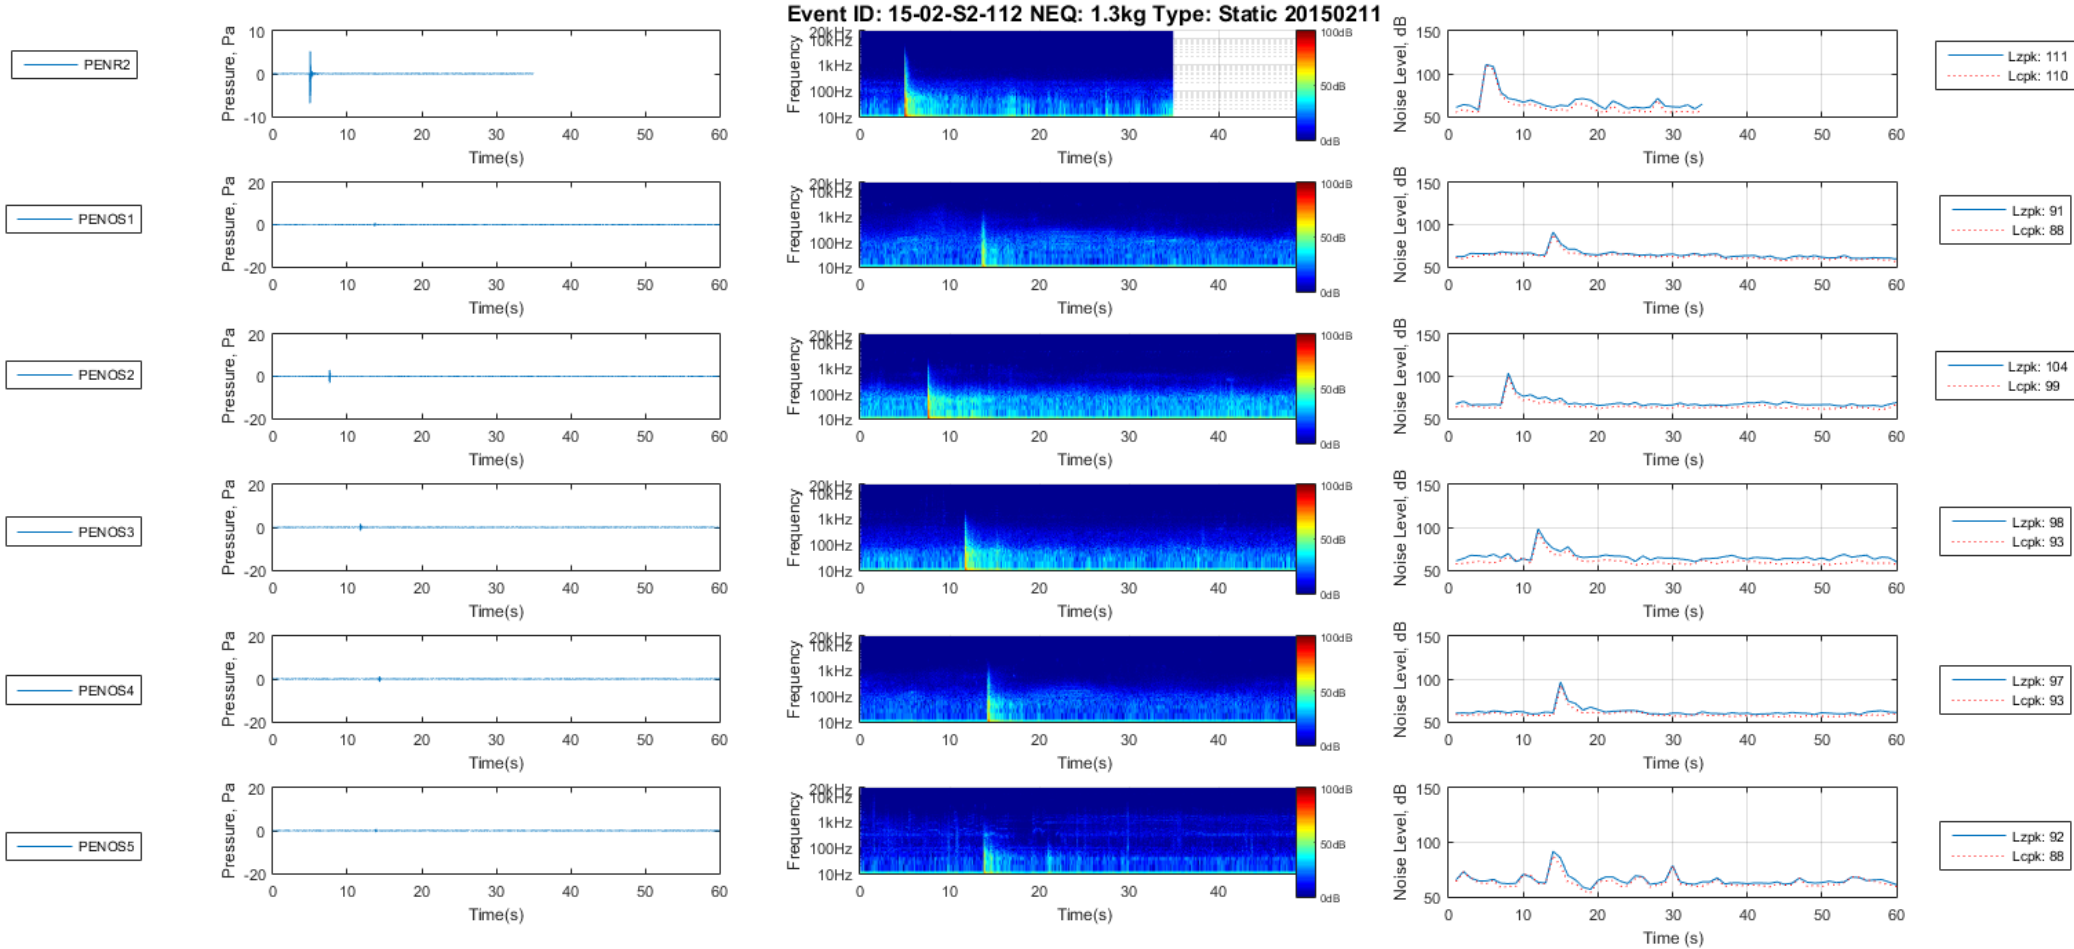 Event ID: 15-02-S2-112 NEQ: 1.3kg Type: Static 20150211
PENR2
Pressure, Pa
10
0
-10
0 10 20 30 40 50 60
Time(s)
Frequency
20kHz
10kHz
1kHz
100Hz
10Hz
0 10 20 30 40
Time(s)
100dB
50dB
0dB
Noise Level, dB
150
100
50
0 10 20 30 40 50 60
Time (s)
Lzpk: 111
Lcpk: 110
PENOS1
Pressure, Pa
20
0
-20
0 10 20 30 40 50 60
Time(s)
Frequency
20kHz
10kHz
1kHz
100Hz
10Hz
0 10 20 30 40
Time(s)
100dB
50dB
0dB
Noise Level, dB
150
100
50
0 10 20 30 40 50 60
Time (s)
Lzpk: 91
Lcpk: 88
PENOS2
Pressure, Pa
20
0
-20
0 10 20 30 40 50 60
Time(s)
Frequency
20kHz
10kHz
1kHz
100Hz
10Hz
0 10 20 30 40
Time(s)
100dB
50dB
0dB
Noise Level, dB
150
100
50
0 10 20 30 40 50 60
Time (s)
Lzpk: 104
Lcpk: 99
PENOS3
Pressure, Pa
20
0
-20
0 10 20 30 40 50 60
Time(s)
Frequency
20kHz
10kHz
1kHz
100Hz
10Hz
0 10 20 30 40
Time(s)
100dB
50dB
0dB
Noise Level, dB
150
100
50
0 10 20 30 40 50 60
Time (s)
Lzpk: 98
Lcpk: 93
PENOS4
Pressure, Pa
20
0
-20
0 10 20 30 40 50 60
Time(s)
Frequency
20kHz
10kHz
1kHz
100Hz
10Hz
0 10 20 30 40
Time(s)
100dB
50dB
0dB
Noise Level, dB
150
100
50
0 10 20 30 40 50 60
Time (s)
Lzpk: 97
Lcpk: 93
PENOS5
Pressure, Pa
20
0
-20
0 10 20 30 40 50 60
Time(s)
Frequency
20kHz
10kHz
1kHz
100Hz
10Hz
0 10 20 30 40
Time(s)
100dB
50dB
0dB
Noise Level, dB
150
100
50
0 10 20 30 40 50 60
Time (s)
Lzpk: 92
Lcpk: 88